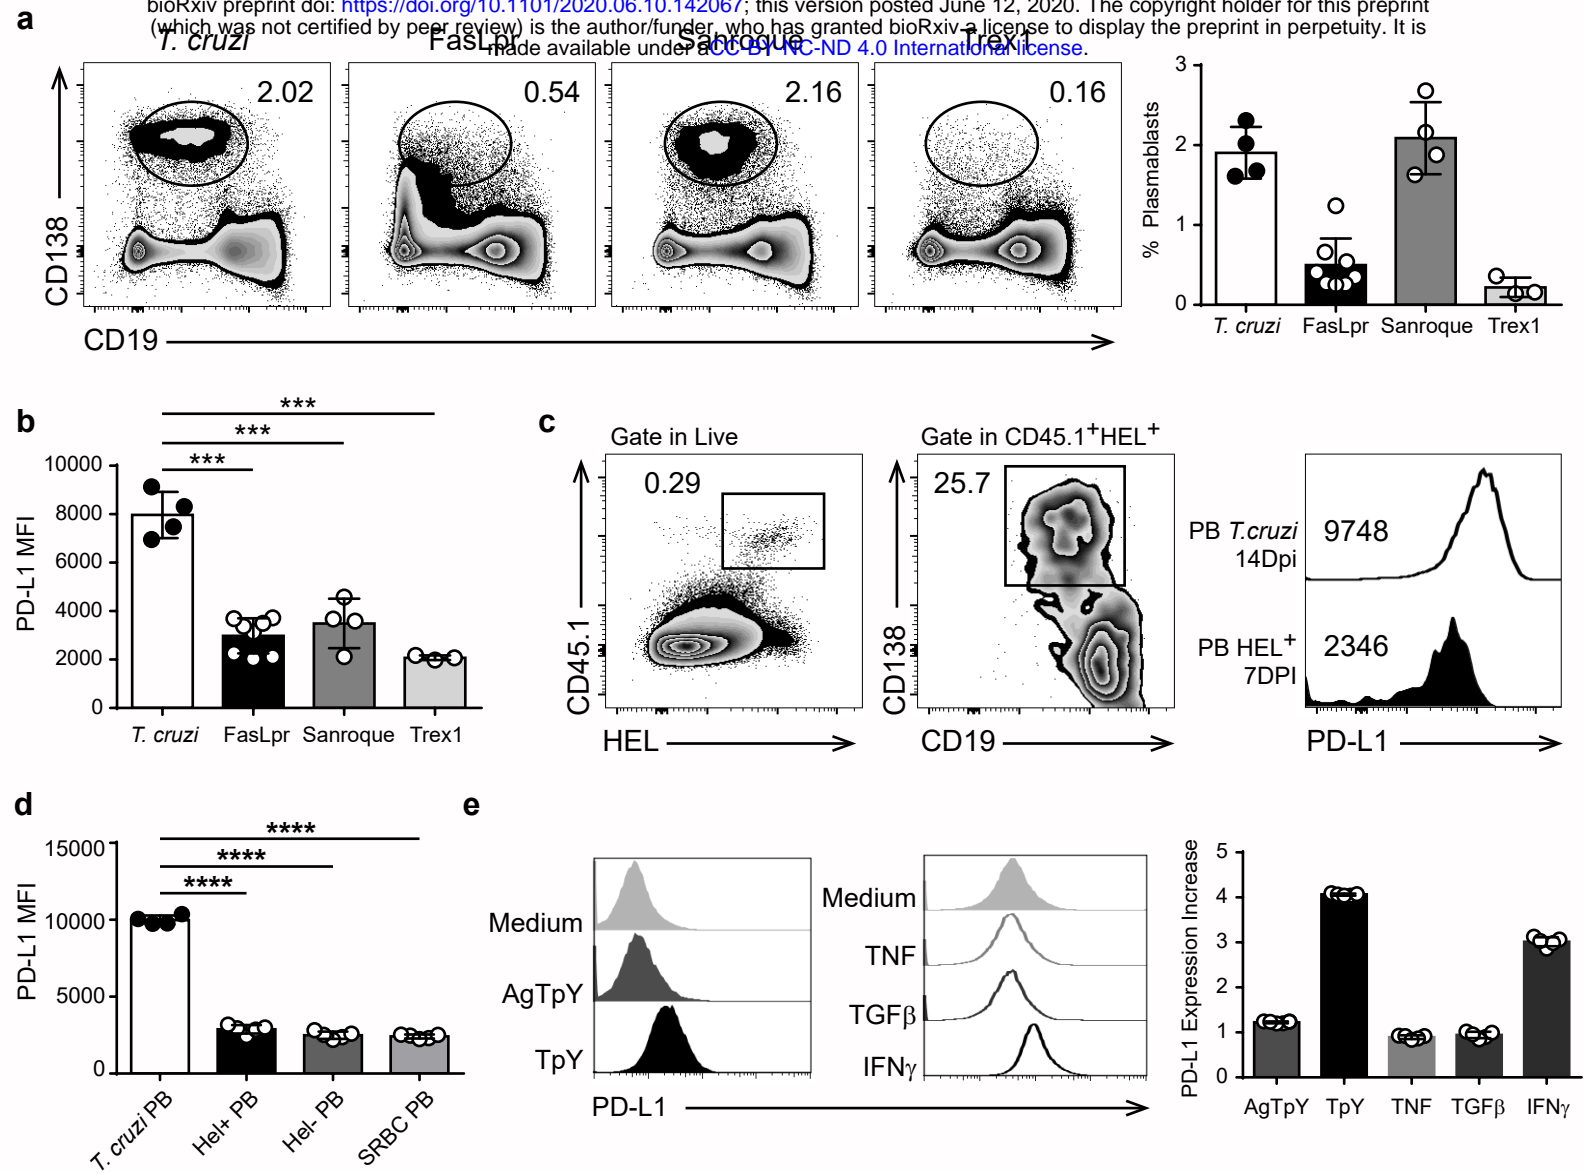 bioRxiv preprint doi: https://doi.org/10.1101/2020.06.10.142067; this version posted June 12, 2020. The copyright holder for this preprint
(which was not certified by peer review) is the author/funder, who has granted bioRxiv a license to display the preprint in perpetuity. It is
made available under aCC-BY-NC-ND 4.0 International license.
a
T. cruzi FasLpr Sanroque Trex1
2.02 0.54 2.16 0.16
CD138
CD19
% Plasmablasts
3
2
1
0
T. cruzi FasLpr Sanroque Trex1
b
***
***
***
PD-L1 MFI
10000
8000
6000
4000
2000
0
T. cruzi FasLpr Sanroque Trex1
c
Gate in Live
0.29
CD45.1
HEL
Gate in CD45.1+HEL+
25.7
CD138
CD19
PB T.cruzi
14Dpi
9748
PB HEL+
7DPI
2346
PD-L1
d
****
****
****
PD-L1 MFI
15000
10000
5000
0
T. cruzi PB
Hel+ PB
Hel- PB
SRBC PB
e
Medium
AgTpY
TpY
Medium
TNF
TGFβ
IFNγ
PD-L1
PD-L1 Expression Increase
5
4
3
2
1
0
AgTpY TpY TNF TGFβ IFNγ